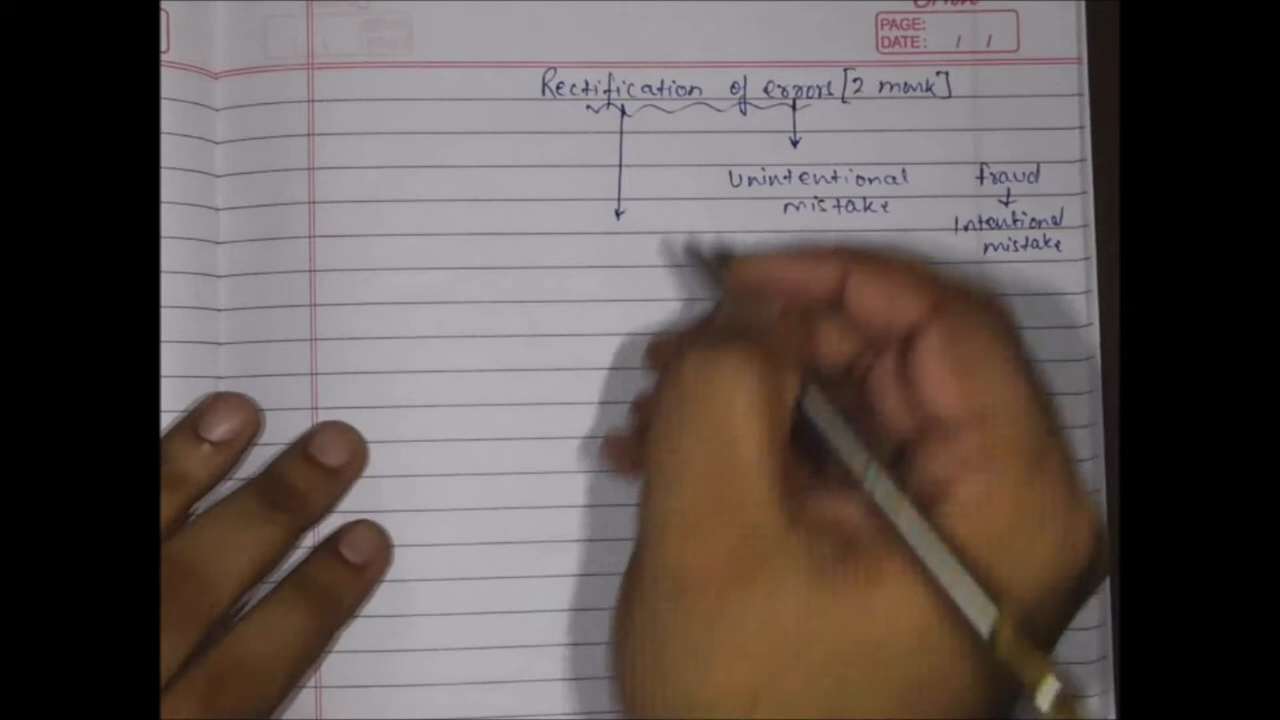 PAGE:
DATE: / /
Rectification of errors [2 mark]
Unintentional
mistake
fraud
Intentional
mistake